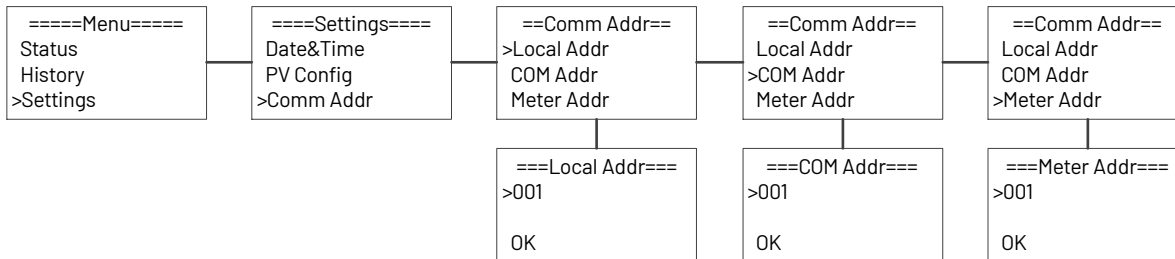 =====Menu=====
Status
History
>Settings
====Settings====
Date&Time
PV Config
>Comm Addr
==Comm Addr==
>Local Addr
COM Addr
Meter Addr
==Comm Addr==
Local Addr
>COM Addr
Meter Addr
==Comm Addr==
Local Addr
COM Addr
>Meter Addr
===Local Addr===
>001
OK
===COM Addr===
>001
OK
===Meter Addr===
>001
OK